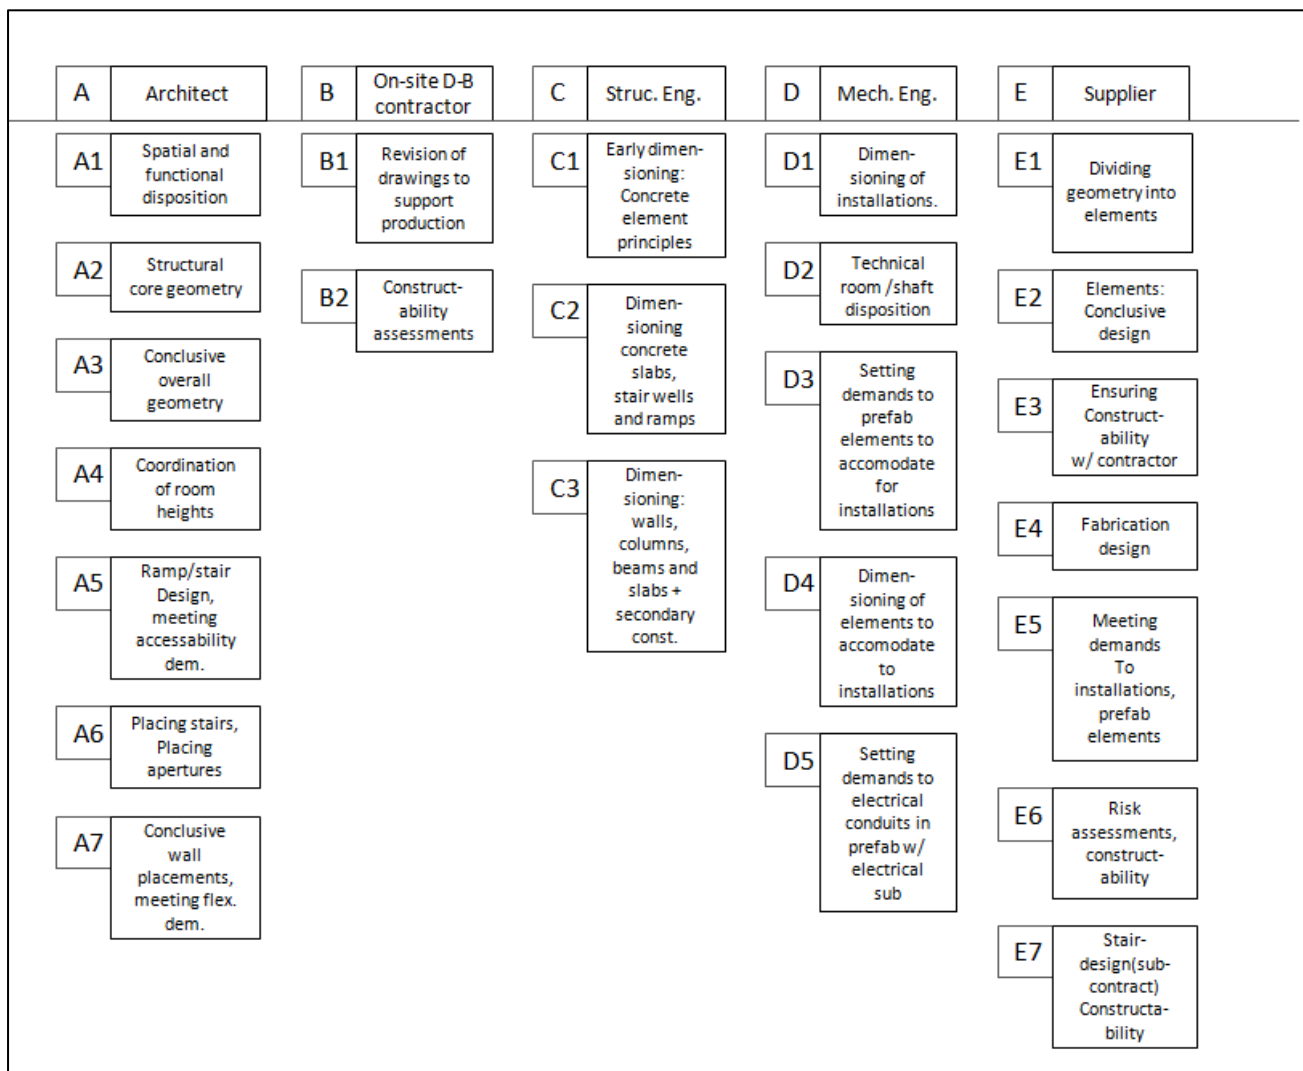 A
Architect
B
On-site D-B
contractor
C
Struc. Eng.
D
Mech. Eng.
E
Supplier
A1
Spatial and
functional
disposition
A2
Structural
core geometry
A3
Conclusive
overall
geometry
A4
Coordination
of room
heights
A5
Ramp/stair
Design,
meeting
accessability
dem.
A6
Placing stairs,
Placing
apertures
A7
Conclusive
wall
placements,
meeting flex.
dem.
B1
Revision of
drawings to
support
production
B2
Construct-
ability
assessments
C1
Early dimen-
sioning:
Concrete
element
principles
C2
Dimen-
sioning
concrete
slabs,
stair wells
and ramps
C3
Dimen-
sioning:
walls,
columns,
beams and
slabs +
secondary
const.
D1
Dimen-
sioning of
installations.
D2
Technical
room /shaft
disposition
D3
Setting
demands to
prefab
elements to
accomodate
for
installations
D4
Dimen-
sioning of
elements to
accomodate
to
installations
D5
Setting
demands to
electrical
conduits in
prefab w/
electrical
sub
E1
Dividing
geometry into
elements
E2
Elements:
Conclusive
design
E3
Ensuring
Construct-
ability
w/ contractor
E4
Fabrication
design
E5
Meeting
demands
To
installations,
prefab
elements
E6
Risk
assessments,
construct-
ability
E7
Stair-
design(sub-
contract)
Constructa-
bility